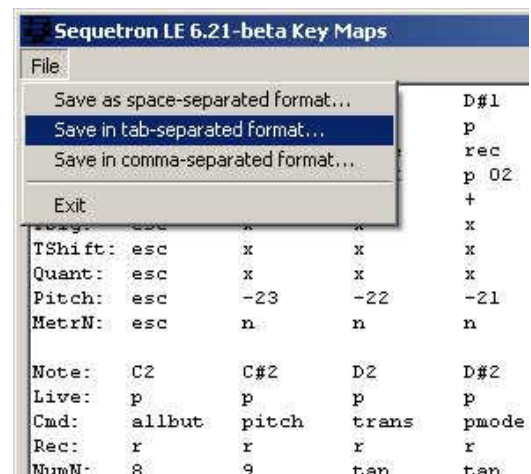 Sequetron LE 6.21-beta Key Maps
File
Save as space-separated format...
Save in tab-separated format...
Save in comma-separated format...
Exit
D#1
p
rec
p 02
+
x
TShift: esc x x x
Quant: esc x x x
Pitch: esc -23 -22 -21
MetrN: esc n n n
Note: C2 C#2 D2 D#2
Live: p p p p
Cmd: allbut pitch trans pmode
Rec: r r r r
NumN: 8 9 tan tan